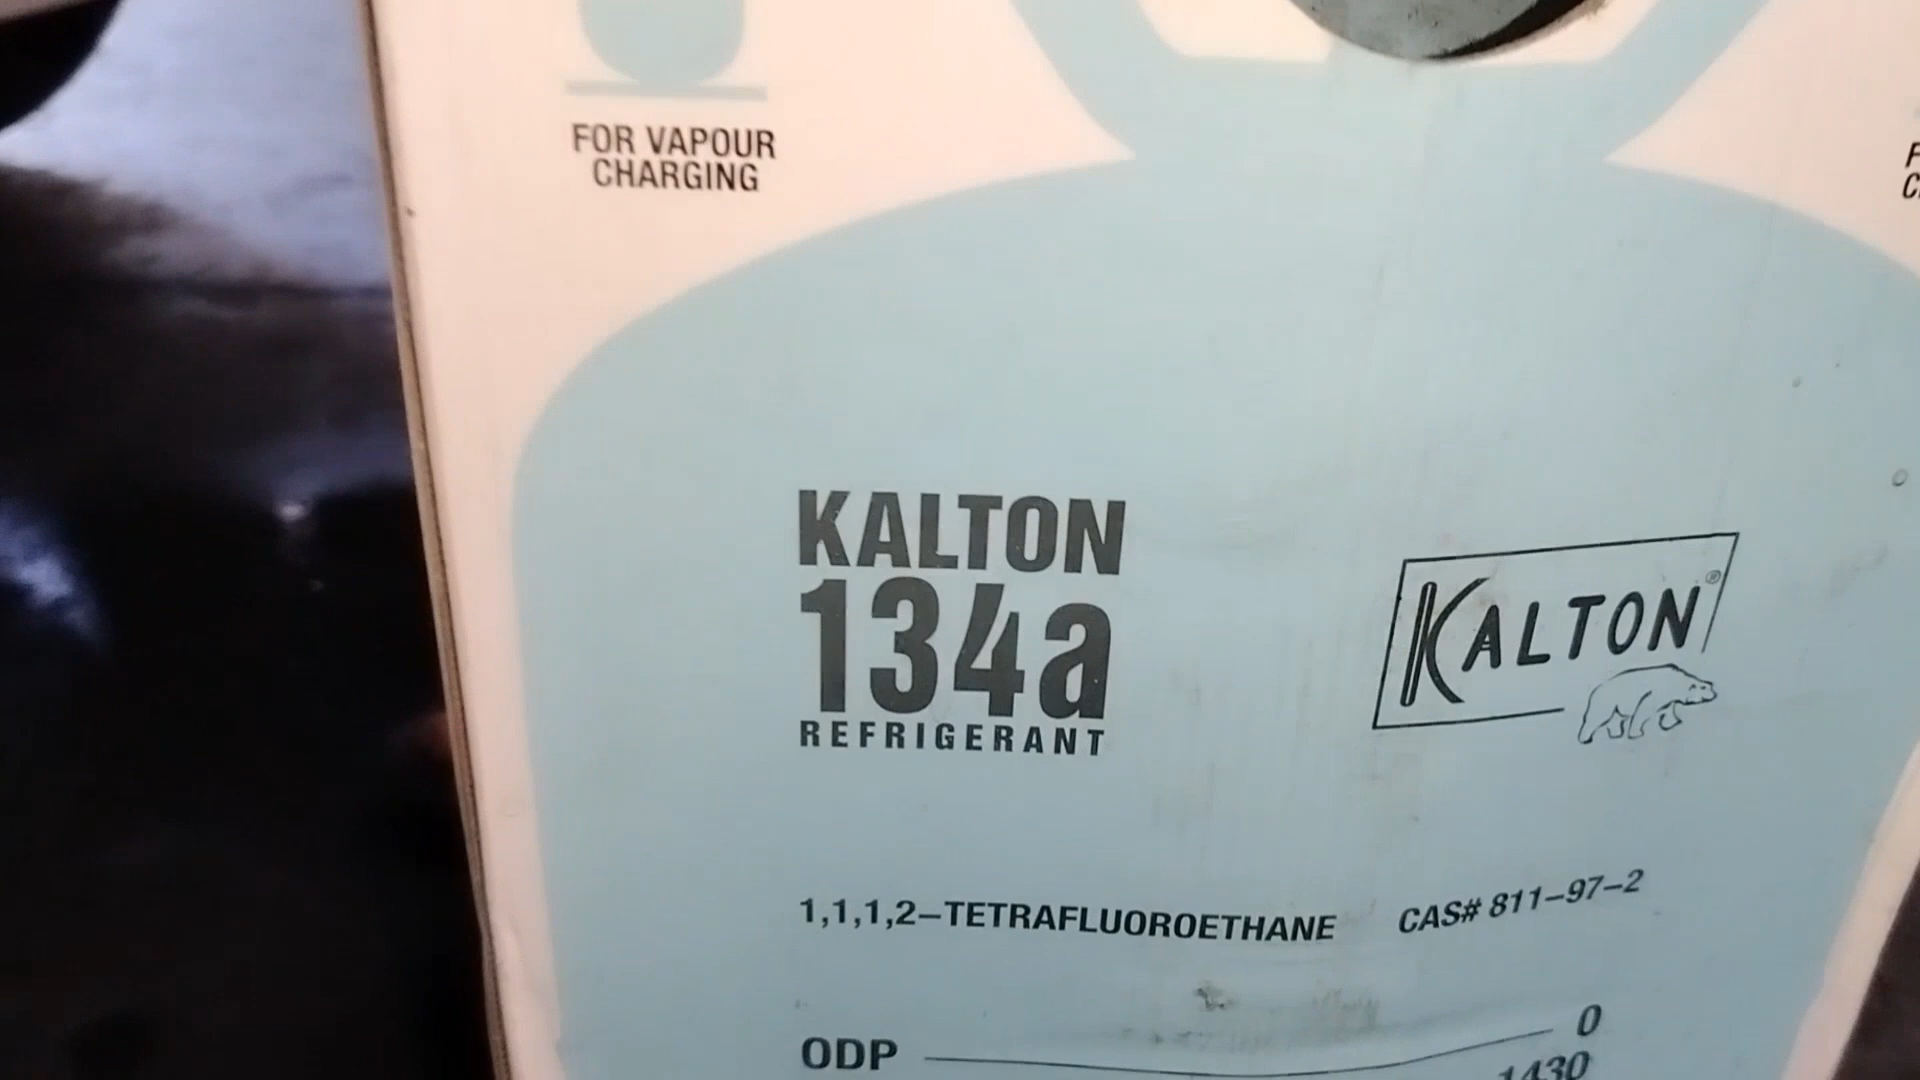 FOR VAPOUR
CHARGING
KALTON
134a
REFRIGERANT
KALTON®
1,1,1,2–TETRAFLUOROETHANE CAS# 811–97–2
ODP 0
1430